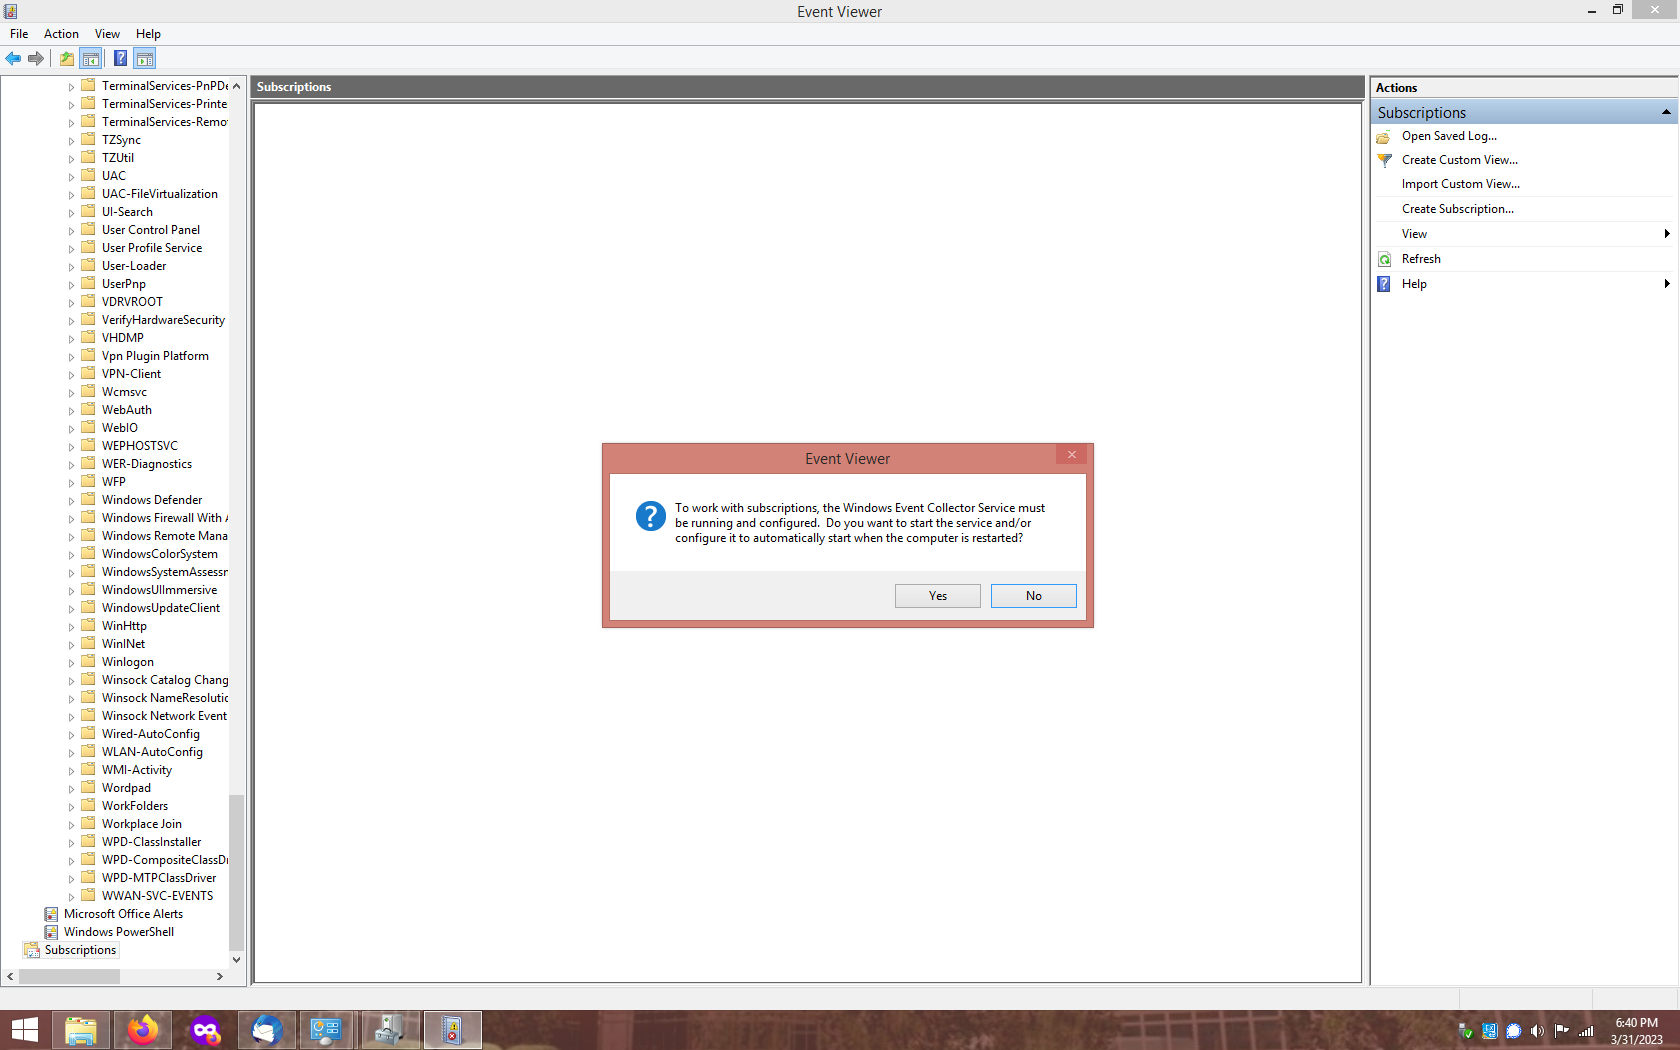 Event Viewer
File Action View Help
TerminalServices-PnPDe
TerminalServices-Printe
TerminalServices-Remo
TZSync
TZUtil
UAC
UAC-FileVirtualization
UI-Search
User Control Panel
User Profile Service
User-Loader
UserPnp
VDRVROOT
VerifyHardwareSecurity
VHDMP
Vpn Plugin Platform
VPN-Client
Wcmsvc
WebAuth
WebIO
WEPHOSTSVC
WER-Diagnostics
WFP
Windows Defender
Windows Firewall With A
Windows Remote Mana
WindowsColorSystem
WindowsSystemAssessm
WindowsUIImmersive
WindowsUpdateClient
WinHttp
WinINet
Winlogon
Winsock Catalog Chang
Winsock NameResolutio
Winsock Network Event
Wired-AutoConfig
WLAN-AutoConfig
WMI-Activity
Wordpad
WorkFolders
Workplace Join
WPD-ClassInstaller
WPD-CompositeClassDr
WPD-MTPClassDriver
WWAN-SVC-EVENTS
Microsoft Office Alerts
Windows PowerShell
Subscriptions
Subscriptions
Event Viewer
To work with subscriptions, the Windows Event Collector Service must
be running and configured. Do you want to start the service and/or
configure it to automatically start when the computer is restarted?
Yes No
Actions
Subscriptions
Open Saved Log...
Create Custom View...
Import Custom View...
Create Subscription...
View
Refresh
Help
6:40 PM
3/31/2023